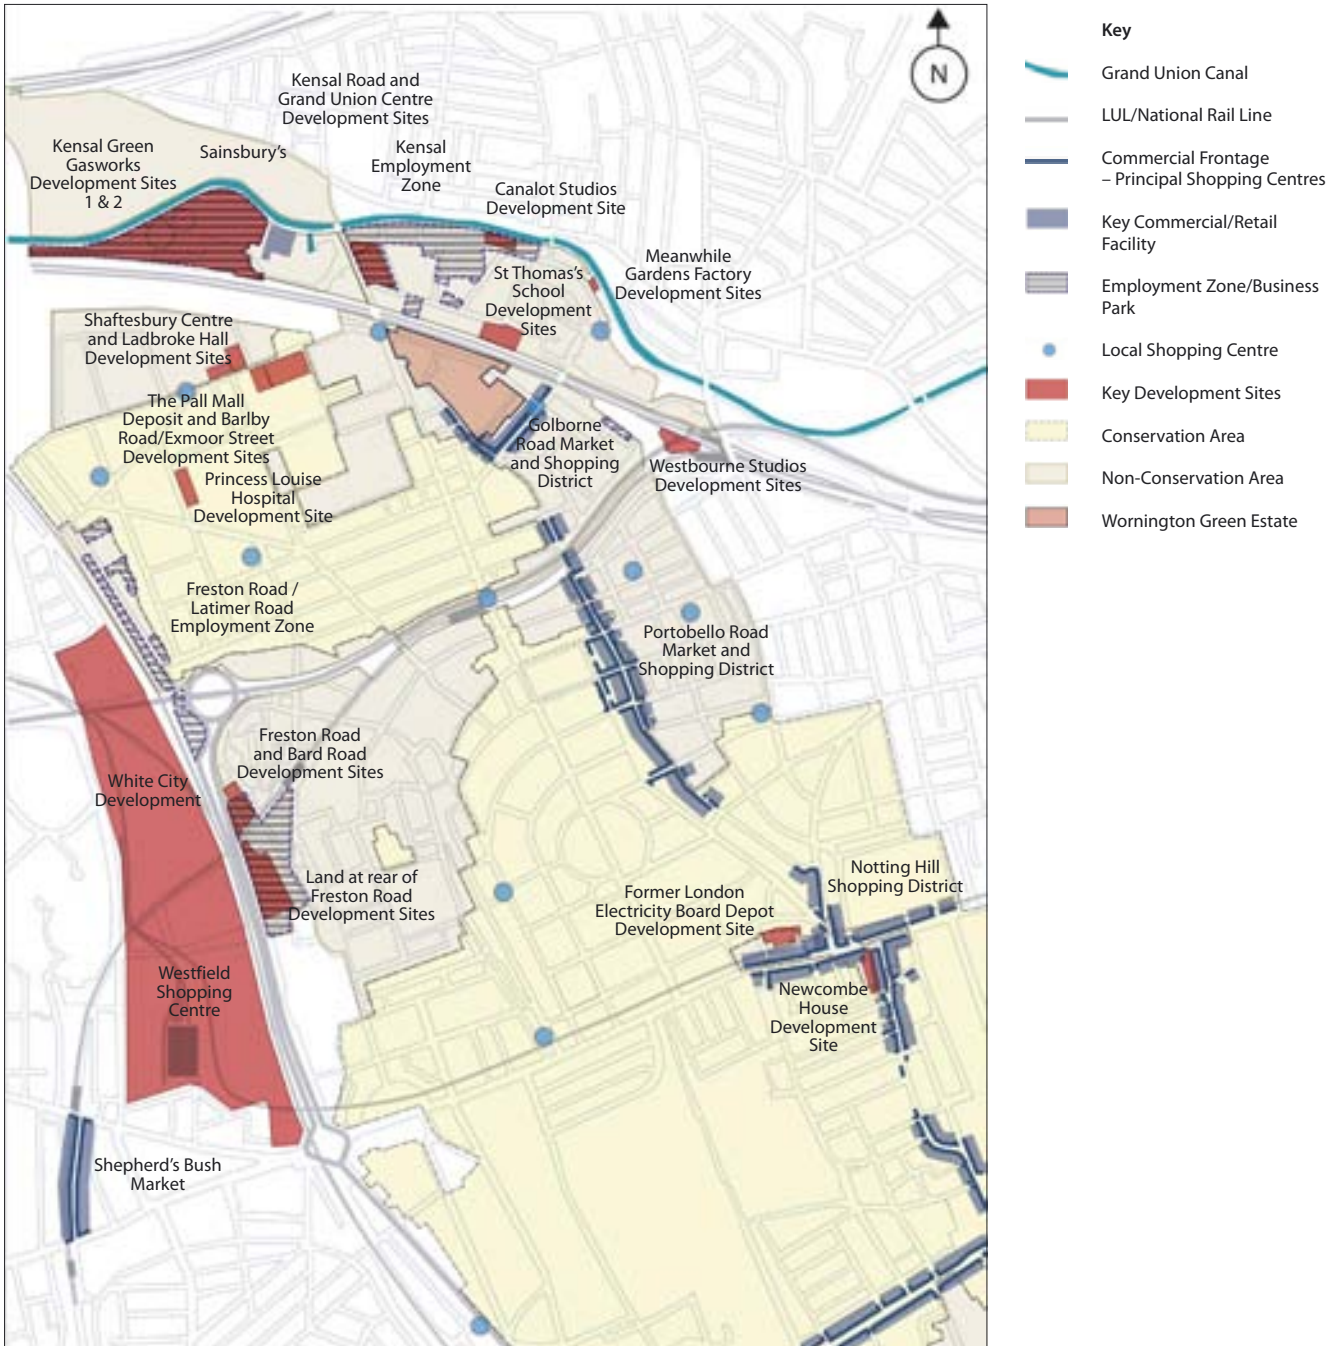 Kensal Road and
Grand Union Centre
Development Sites
Kensal Green
Gasworks
Development Sites
1 & 2
Sainsbury's
Kensal
Employment
Zone
Canalot Studios
Development Site
Meanwhile
Gardens Factory
Development Sites
St Thomas's
School
Development
Sites
Shaftesbury Centre
and Ladbroke Hall
Development Sites
The Pall Mall
Deposit and Barlby
Road/Exmoor Street
Development Sites
Golborne
Road Market
and Shopping
District
Westbourne Studios
Development Sites
Princess Louise
Hospital
Development Site
Freston Road /
Latimer Road
Employment Zone
Portobello Road
Market and
Shopping District
Freston Road
and Bard Road
Development Sites
White City
Development
Land at rear of
Freston Road
Development Sites
Former London
Electricity Board Depot
Development Site
Notting Hill
Shopping District
Westfield
Shopping
Centre
Newcombe
House
Development
Site
Shepherd's Bush
Market
N
Key
Grand Union Canal
LUL/National Rail Line
Commercial Frontage
– Principal Shopping Centres
Key Commercial/Retail
Facility
Employment Zone/Business
Park
Local Shopping Centre
Key Development Sites
Conservation Area
Non-Conservation Area
Wornington Green Estate